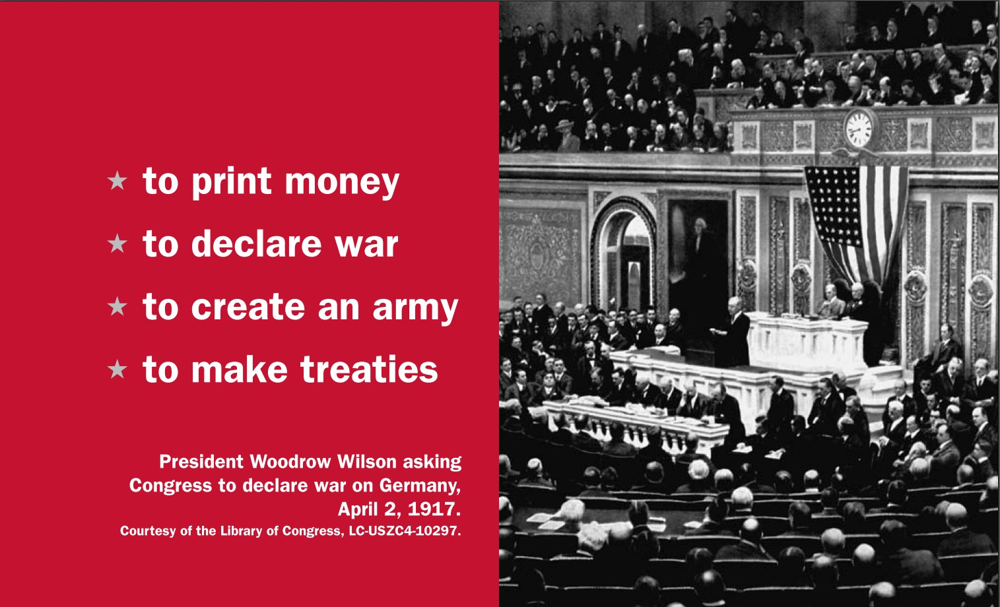 ★ to print money
★ to declare war
★ to create an army
★ to make treaties
President Woodrow Wilson asking
Congress to declare war on Germany,
April 2, 1917.
Courtesy of the Library of Congress, LC-USZC4-10297.